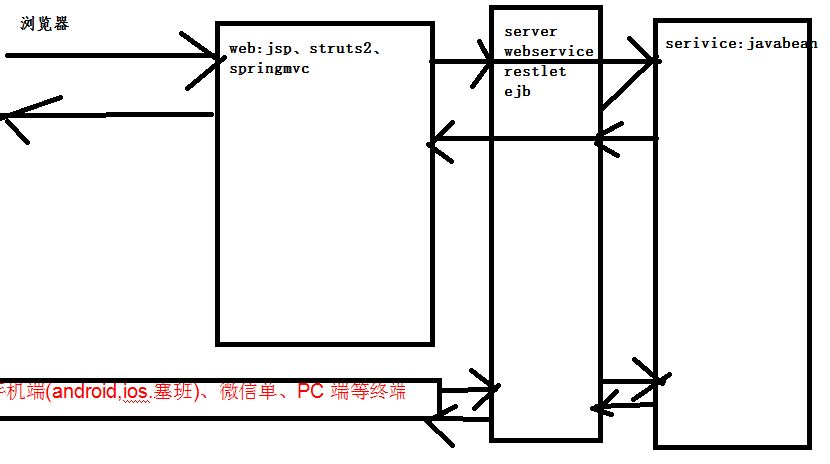 浏览器
web:jsp、struts2、
springmvc
server
webservice
restlet
ejb
serivice:javabean
机端(android,ios.塞班)、微信单、PC 端等终端